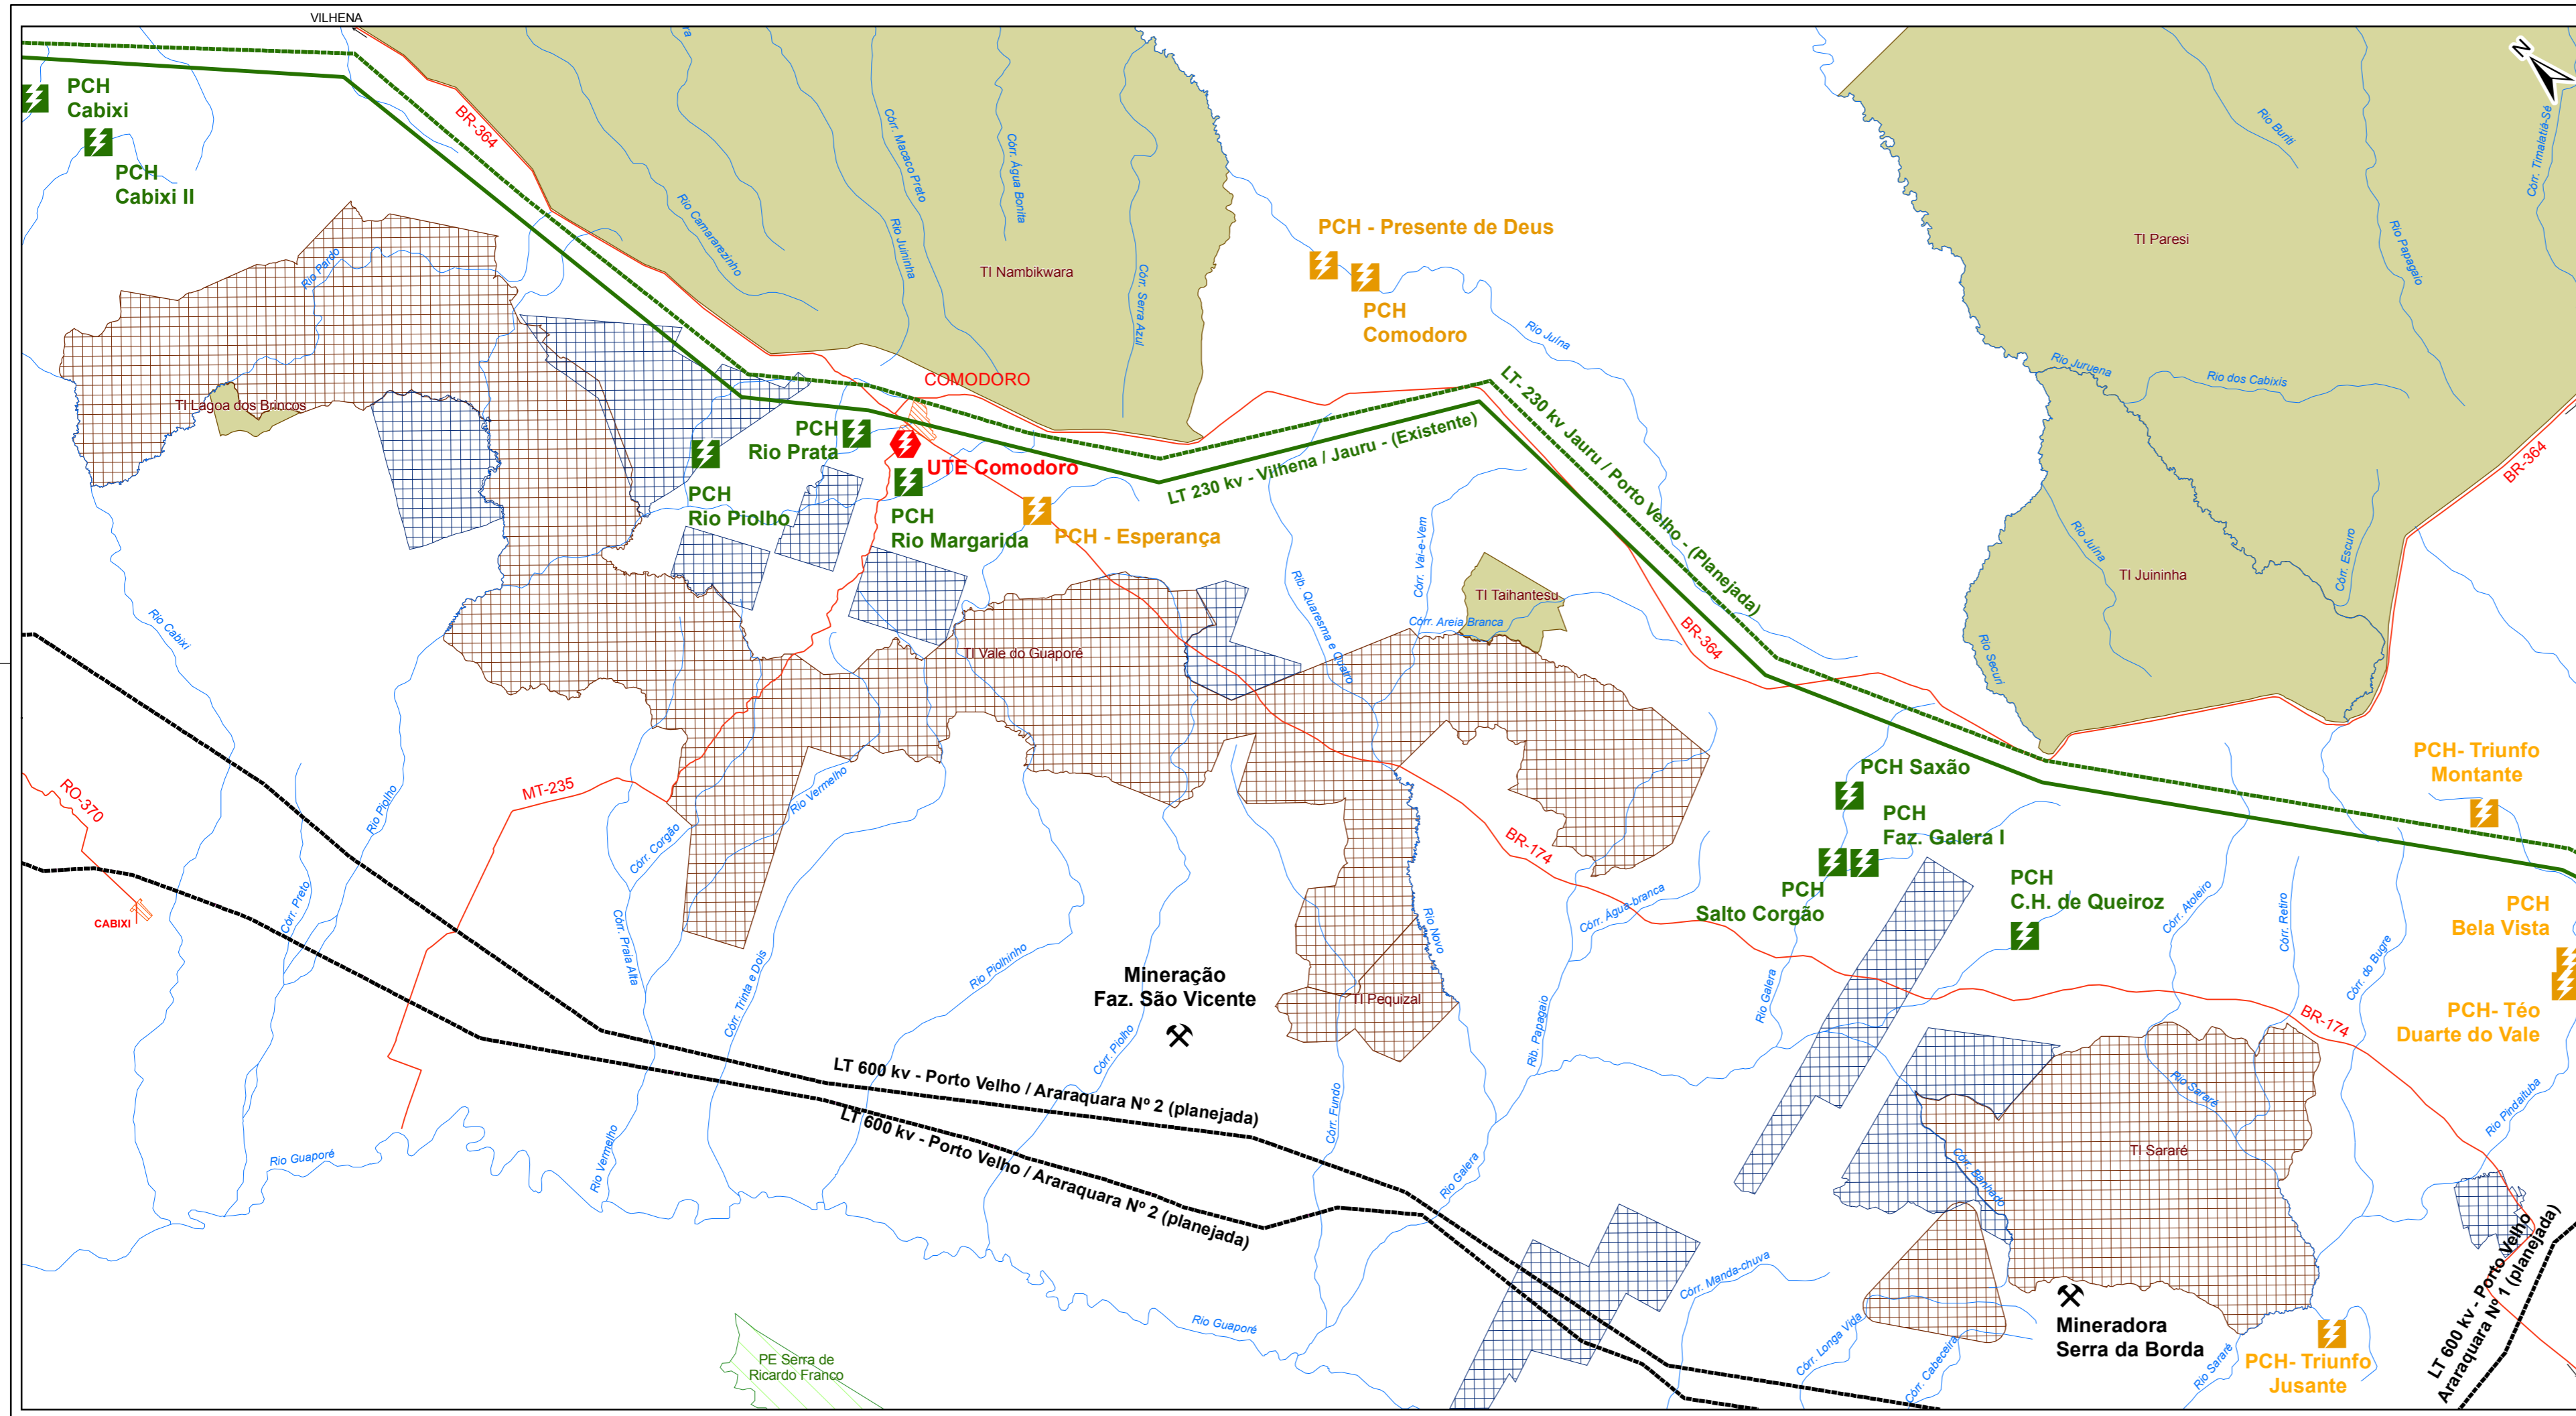 VILHENA
N
PCH
Cabixi
PCH
Cabixi II
BR-364
Córr. Macaco Preto
Córr. Água Bonita
Rio Camararezinho
Rio Juininha
Córr. Serra Azul
TI Nambikwara
PCH - Presente de Deus
PCH
Comodoro
Rio Juína
TI Paresi
Rio Buriti
Rio Papagaio
Córr. Timalatiá-Sé
Rio Juruena
Rio dos Cabixis
BR-364
Rio Pardo
TI Lagoa dos Brincos
COMODORO
PCH
Rio Prata
UTE Comodoro
PCH
Rio Piolho
PCH
Rio Margarida
PCH - Esperança
LT 230 kv - Vilhena / Jauru - (Existente)
LT- 230 kv Jauru / Porto Velho - (Planejada)
Rib. Quaresma e Quatro
Córr. Vai-e-Vem
TI Taihantesu
Córr. Areia Branca
BR-364
Rio Juína
TI Juininha
Córr. Escuro
Rio Securi
Rio Cabixi
TI Vale do Guaporé
RO-370
MT-235
Rio Piolho
Córr. Corgão
Rio Vermelho
CABIXI
Córr. Preto
Córr. Praia Alta
Córr. Trinta e Dois
Rio Piolhinho
Mineração
Faz. São Vicente
Córr. Piolho
TI Pequizal
Rio Novo
BR-174
PCH Saxão
PCH
Faz. Galera I
PCH
Salto Corgão
PCH
C.H. de Queiroz
Córr. Água-branca
Rib. Papagaio
Rio Galera
Córr. Atoleiro
Córr. Retiro
Córr. do Bugre
PCH- Triunfo
Montante
PCH
Bela Vista
PCH- Téo
Duarte do Vale
BR-174
Rio Sararé
TI Sararé
Rio Pindaituba
Córr. Banhado
LT 600 kv - Porto Velho / Araraquara Nº 2 (planejada)
LT 600 kv - Porto Velho / Araraquara Nº 2 (planejada)
Córr. Fundo
Rio Galera
Rio Guaporé
Rio Vermelho
Rio Guaporé
PE Serra de
Ricardo Franco
Córr. Manda-chuva
Córr. Longa Vida
Córr. Cabeceira
Mineradora
Serra da Borda
Rio Sararé
PCH- Triunfo
Jusante
LT 600 kv - Porto Velho
Araraquara Nº 1 (planejada)